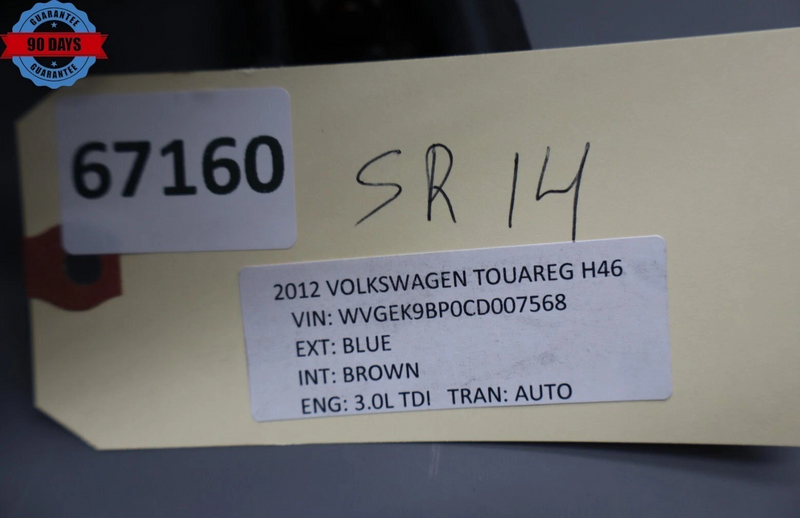 GUARANTEE
90 DAYS
GUARANTEE
67160
SR 14
2012 VOLKSWAGEN TOUAREG H46
VIN: WVGEK9BP0CD007568
EXT: BLUE
INT: BROWN
ENG: 3.0L TDI TRAN: AUTO